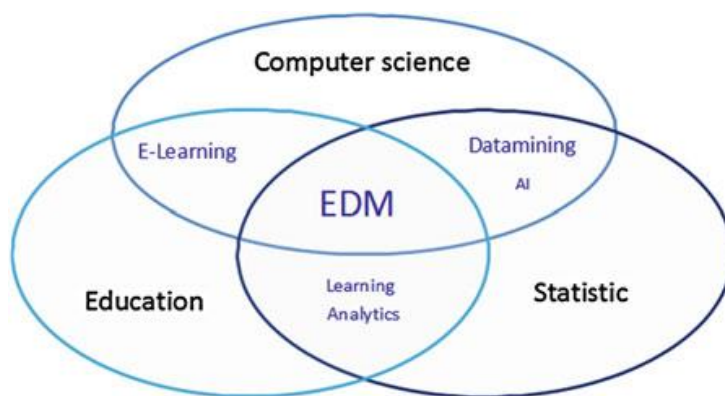 Computer science
E-Learning
Datamining
AI
EDM
Education
Learning
Analytics
Statistic